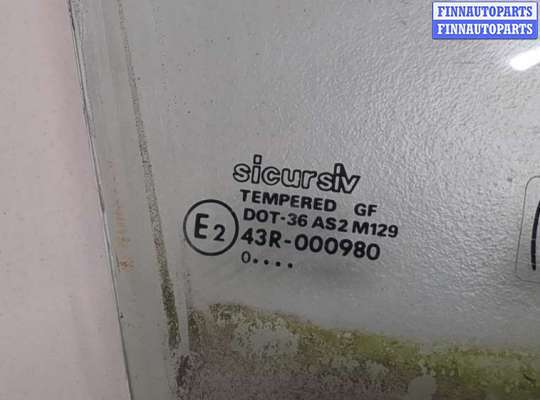 FINNAUTOPARTS
FINNAUTOPARTS
sicursiv
TEMPERED GF
DOT-36 AS2 M129
E2
43R-000980
0....